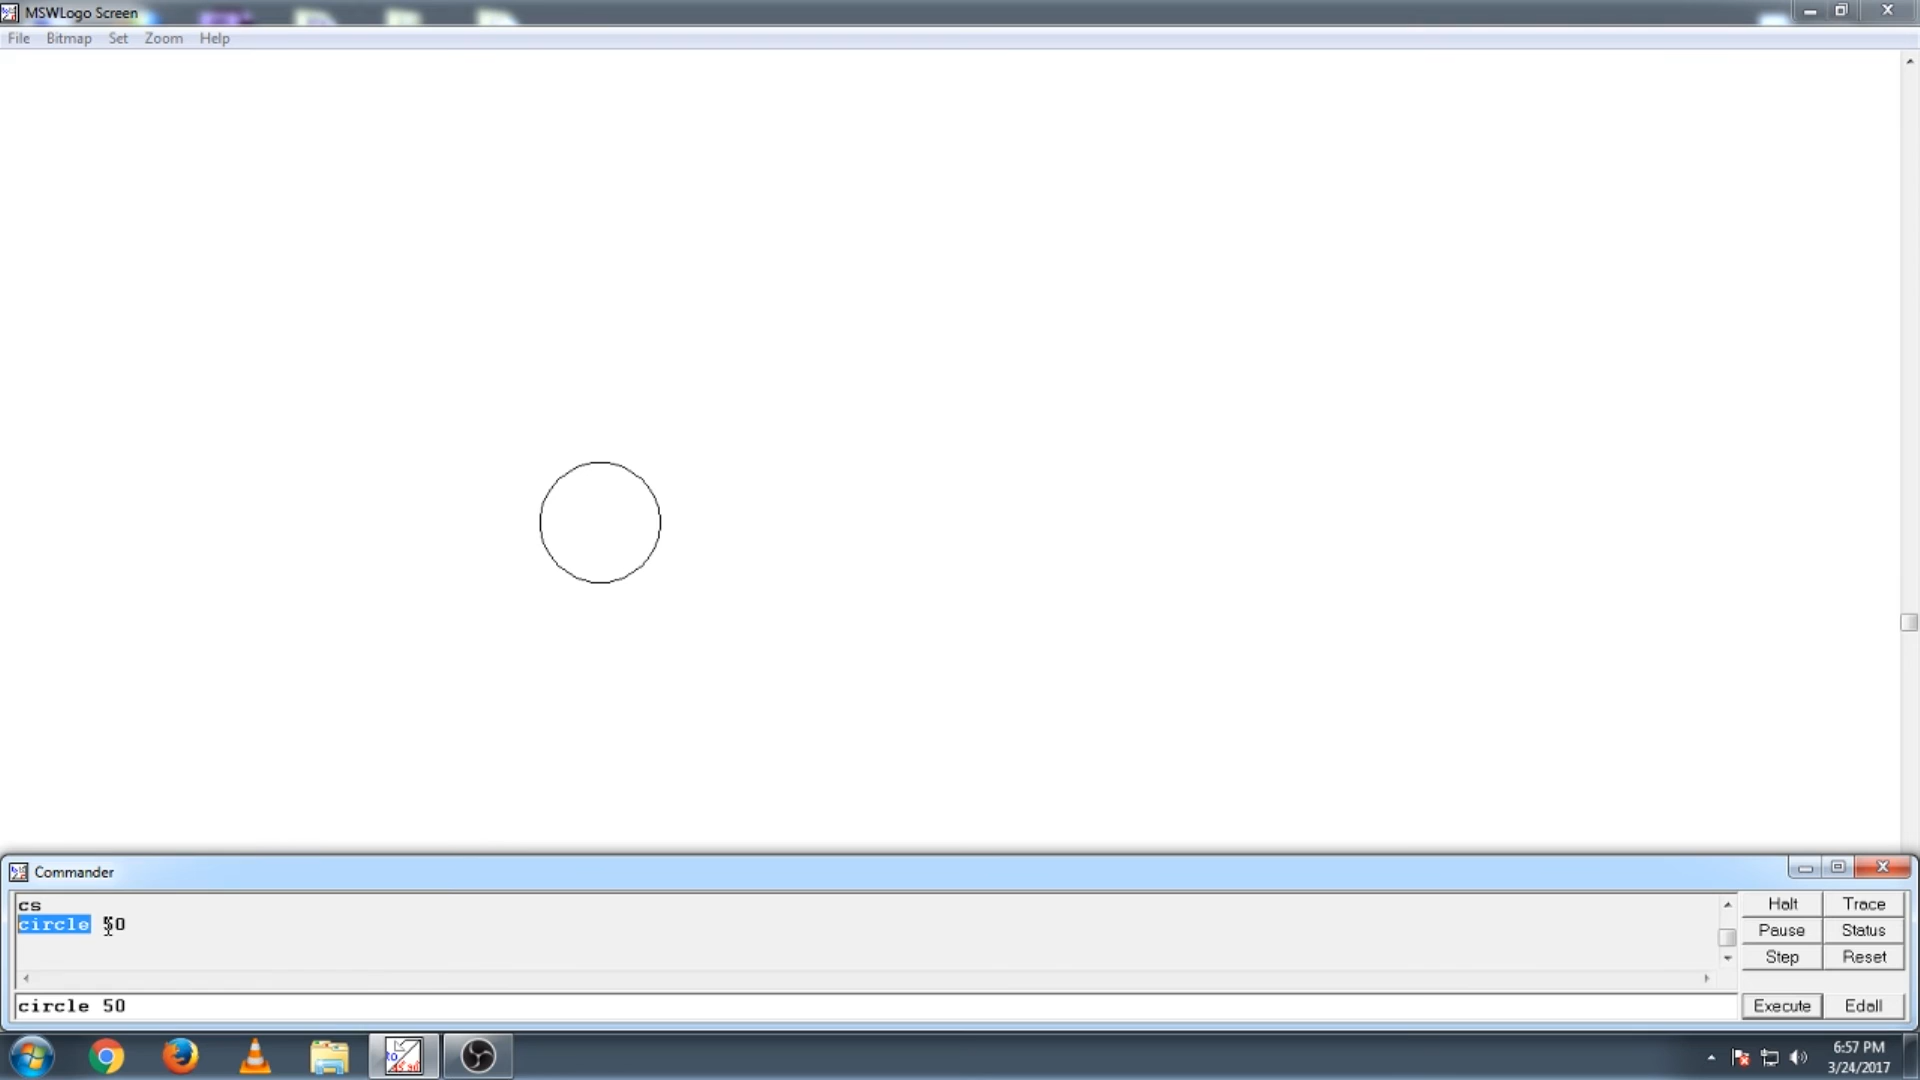 MSWLogo Screen
File Bitmap Set Zoom Help
Commander
cs
circle 50
Halt Trace
Pause Status
Step Reset
circle 50
Execute Edall
6:57 PM
3/24/2017